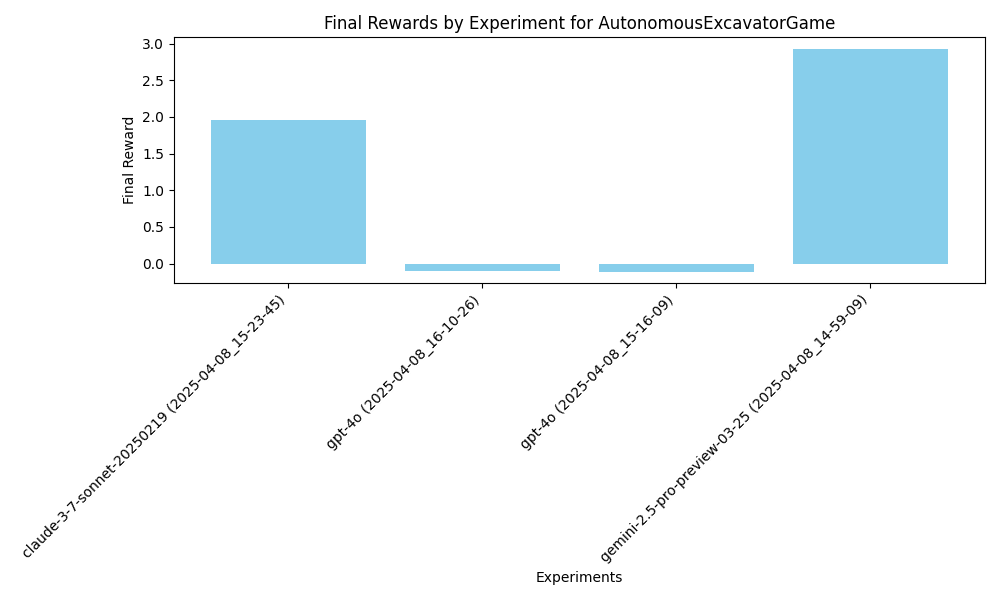 Final Rewards by Experiment for AutonomousExcavatorGame
Final Reward
3.0
2.5
2.0
1.5
1.0
0.5
0.0
claude-3-7-sonnet-20250219 (2025-04-08_15-23-45)
gpt-4o (2025-04-08_16-10-26)
gpt-4o (2025-04-08_15-16-09)
gemini-2.5-pro-preview-03-25 (2025-04-08_14-59-09)
Experiments